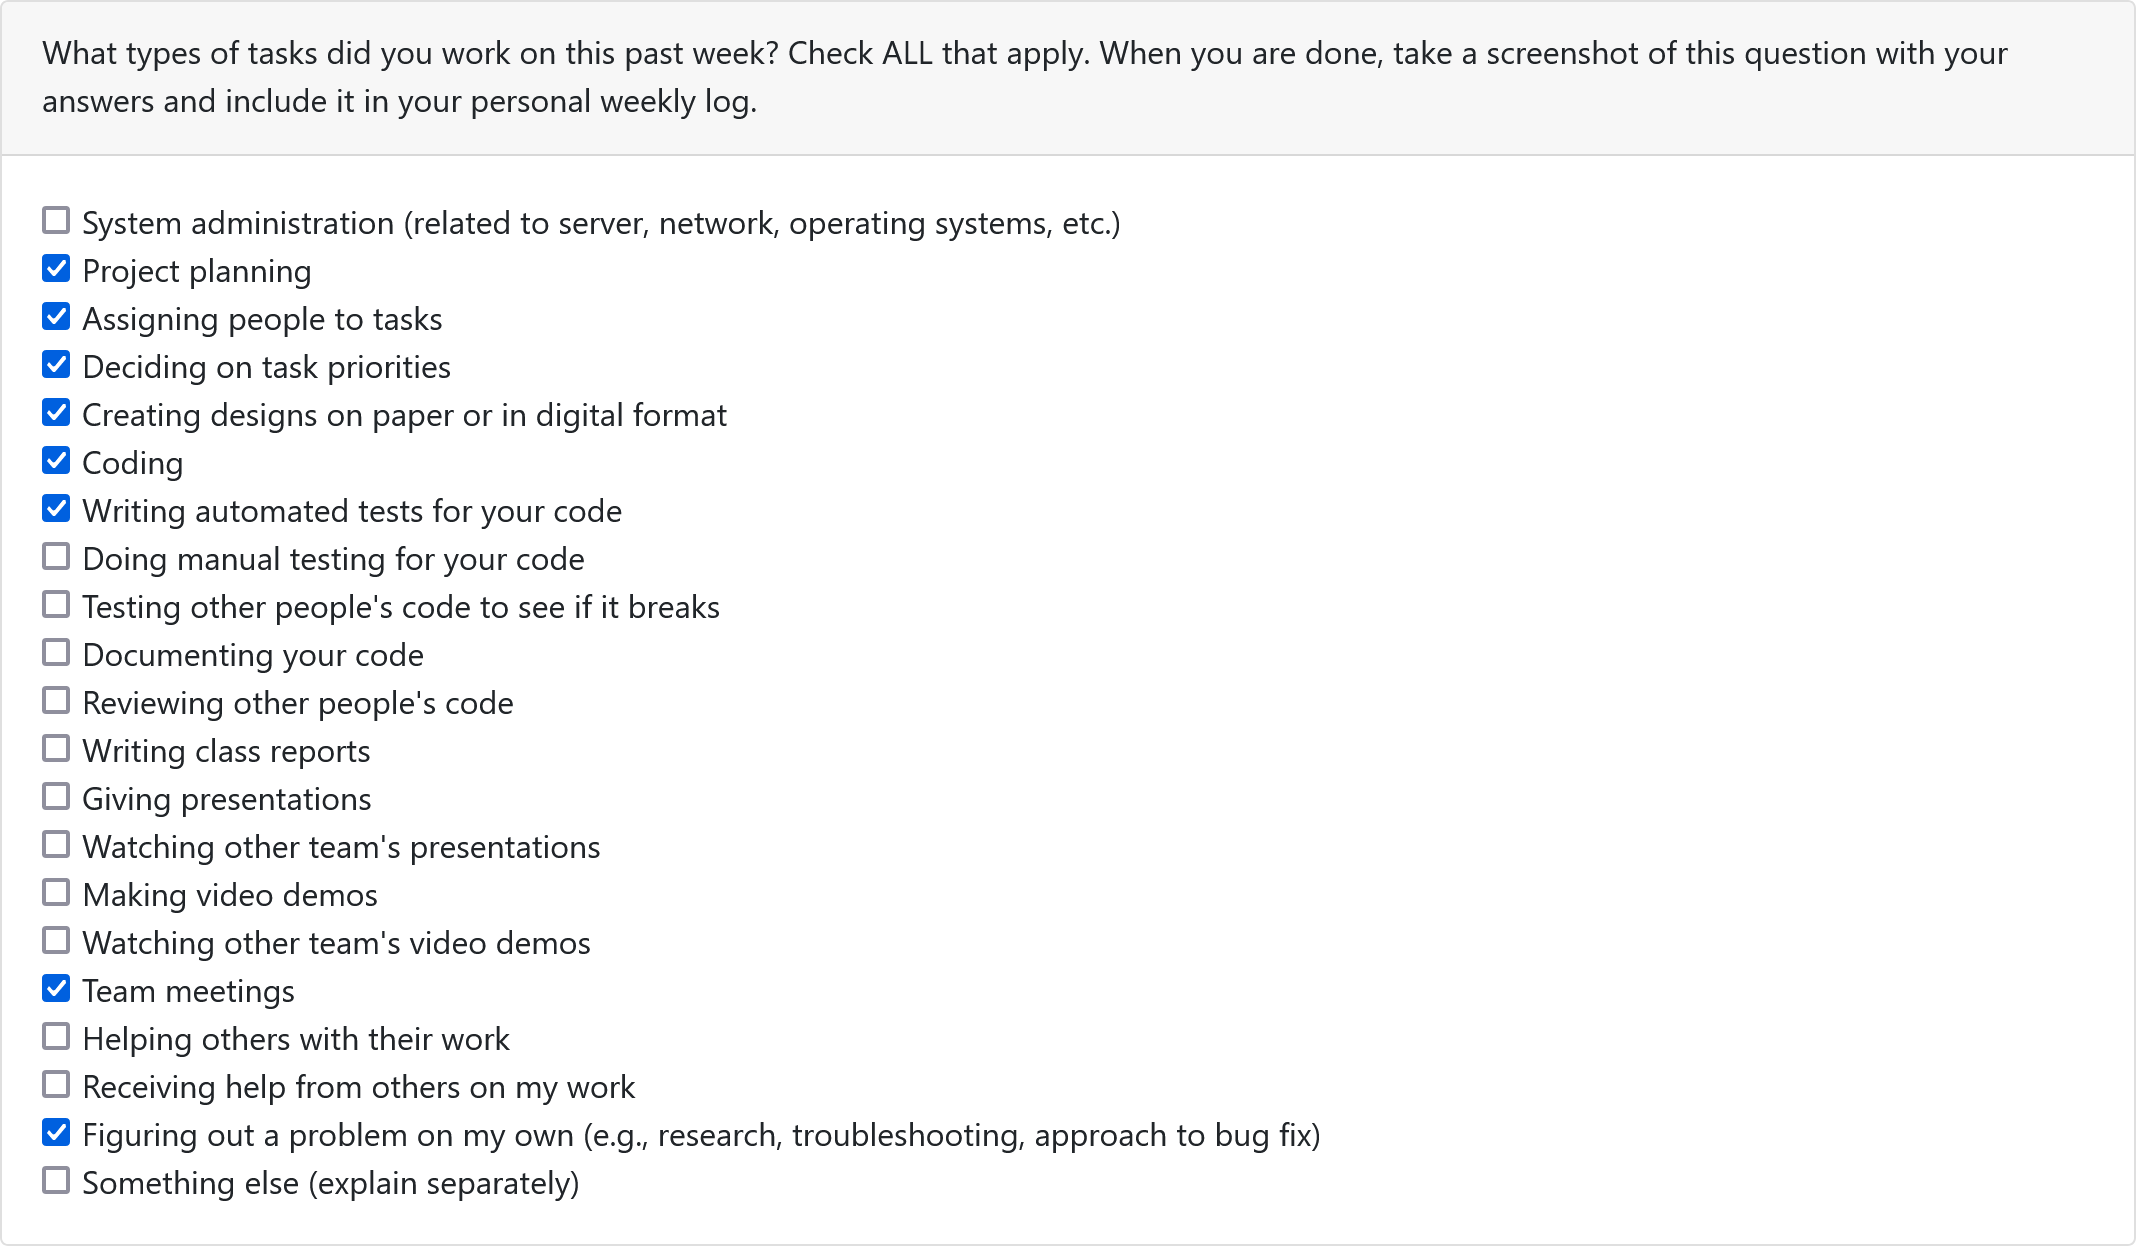 What types of tasks did you work on this past week? Check ALL that apply. When you are done, take a screenshot of this question with your
answers and include it in your personal weekly log.
System administration (related to server, network, operating systems, etc.)
Project planning
Assigning people to tasks
Deciding on task priorities
Creating designs on paper or in digital format
Coding
Writing automated tests for your code
Doing manual testing for your code
Testing other people's code to see if it breaks
Documenting your code
Reviewing other people's code
Writing class reports
Giving presentations
Watching other team's presentations
Making video demos
Watching other team's video demos
Team meetings
Helping others with their work
Receiving help from others on my work
Figuring out a problem on my own (e.g., research, troubleshooting, approach to bug fix)
Something else (explain separately)